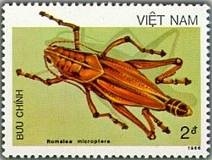 VIỆT NAM
BƯU CHÍNH
Romalea microptera
2đ
1986